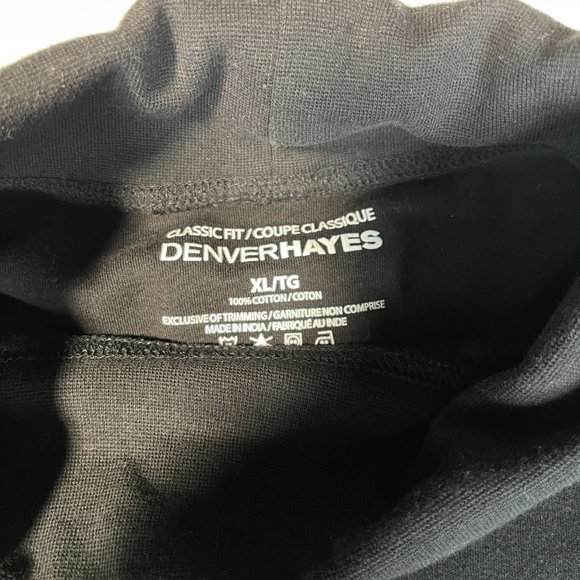 CLASSIC FIT / COUPE CLASSIQUE
DENVERHAYES
XL/TG
100% COTTON / COTON
EXCLUSIVE OF TRIMMING / GARNITURE NON COMPRISE
MADE IN INDIA / FABRIQUÉ AU INDE